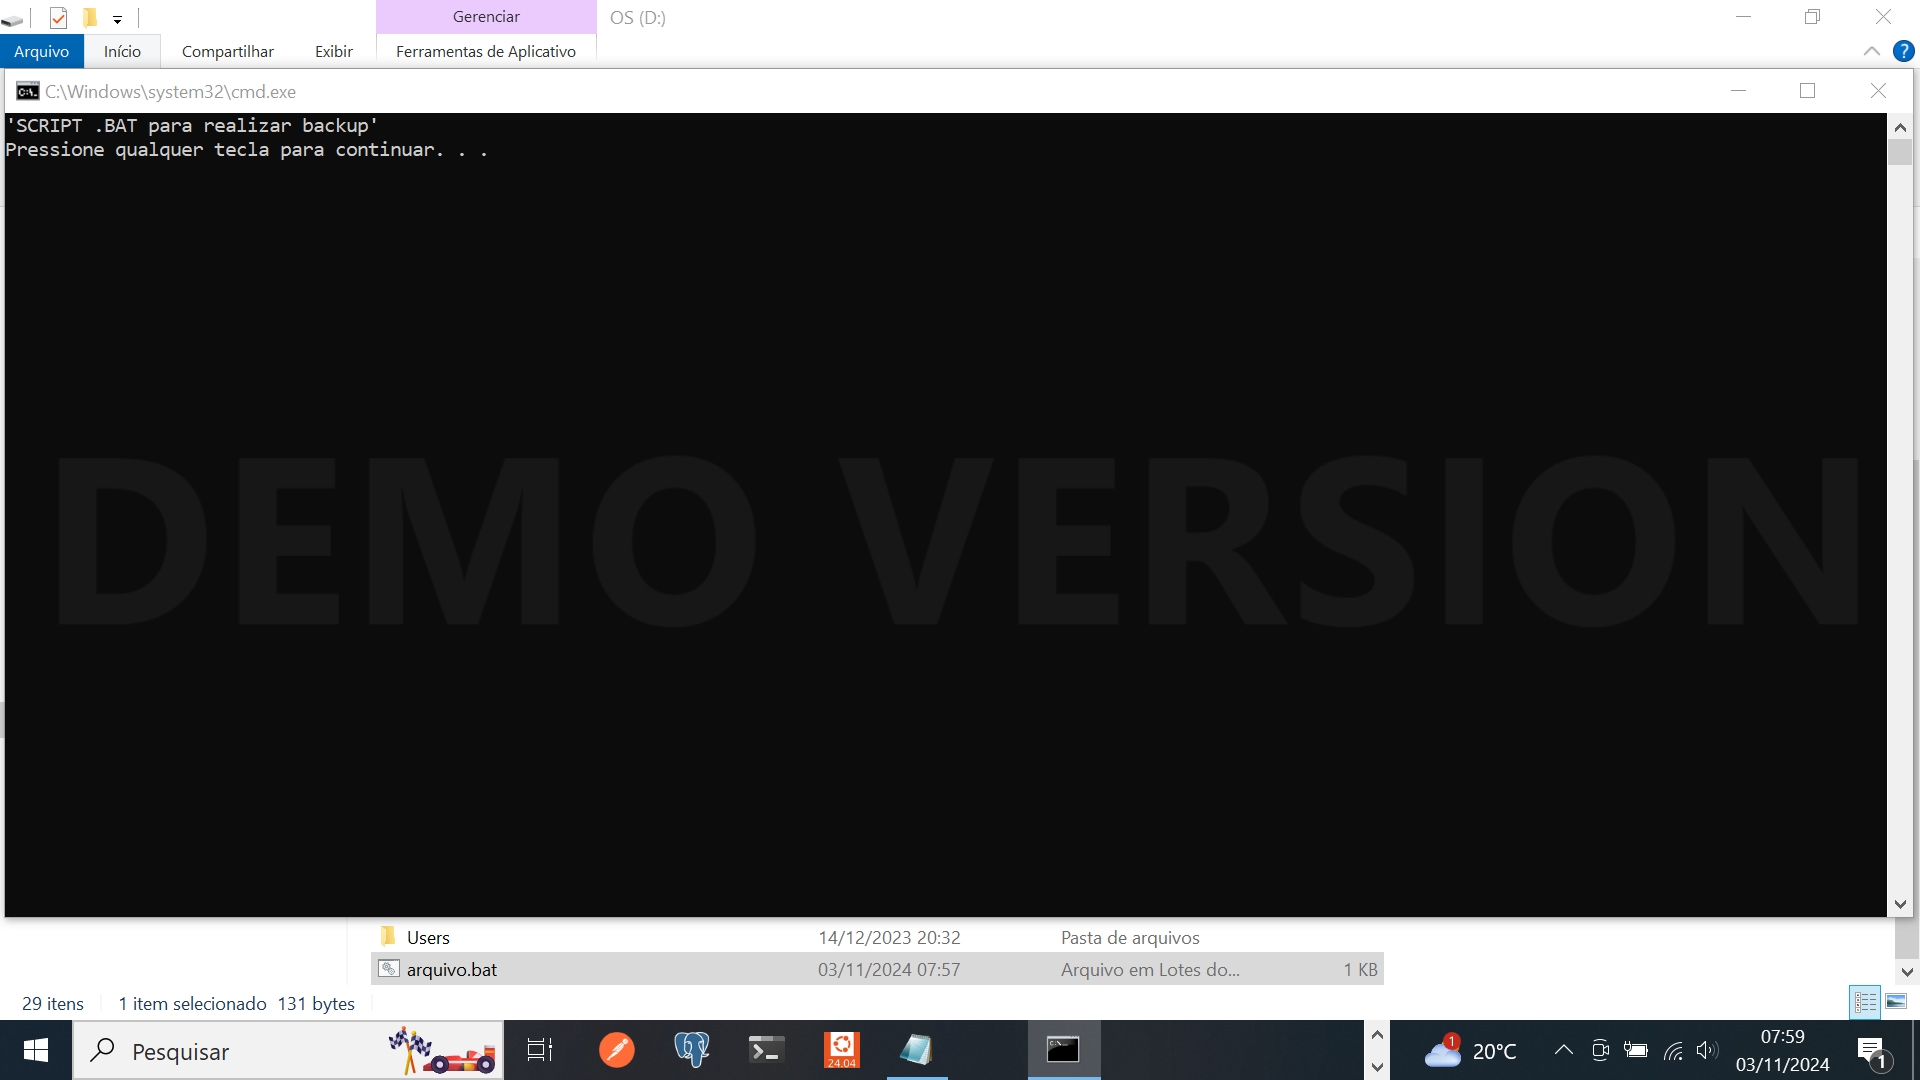 Gerenciar
OS (D:)
Arquivo
Início
Compartilhar
Exibir
Ferramentas de Aplicativo
?
C:\Windows\system32\cmd.exe
'SCRIPT .BAT para realizar backup'
Pressione qualquer tecla para continuar. . .
DEMO VERSION
Users 14/12/2023 20:32 Pasta de arquivos
arquivo.bat 03/11/2024 07:57 Arquivo em Lotes do... 1 KB
29 itens 1 item selecionado 131 bytes
Pesquisar
24.04
1
20°C
07:59
03/11/2024
1